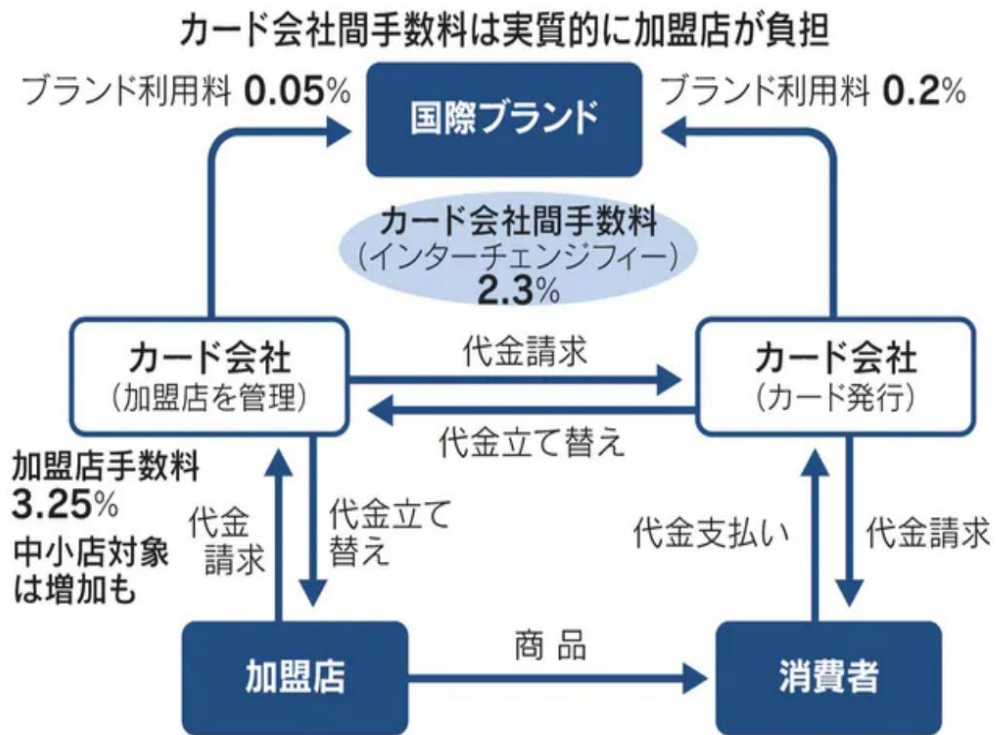 カード会社間手数料は実質的に加盟店が負担
ブランド利用料 0.05%
国際ブランド
ブランド利用料 0.2%
カード会社間手数料
(インターチェンジフィー)
2.3%
カード会社
(加盟店を管理)
代金請求
代金立て替え
カード会社
(カード発行)
加盟店手数料
3.25%
中小店対象
は増加も
代金
請求
代金立て
替え
代金支払い
代金請求
加盟店
商品
消費者